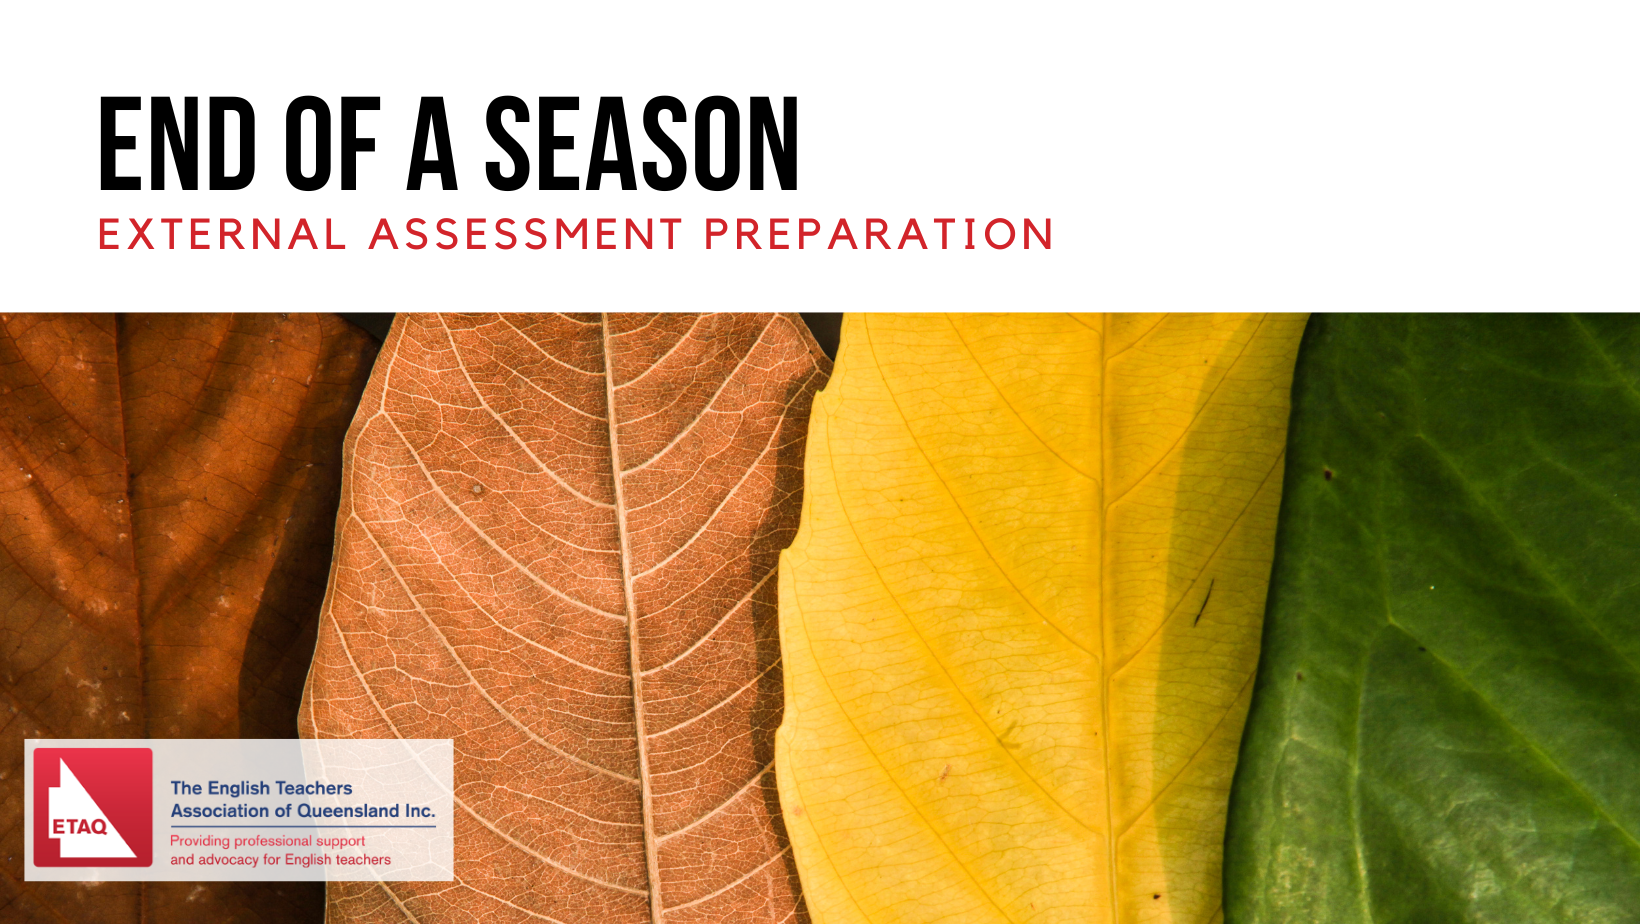 END OF A SEASON
EXTERNAL ASSESSMENT PREPARATION
ETAQ
The English Teachers
Association of Queensland Inc.
Providing professional support
and advocacy for English teachers